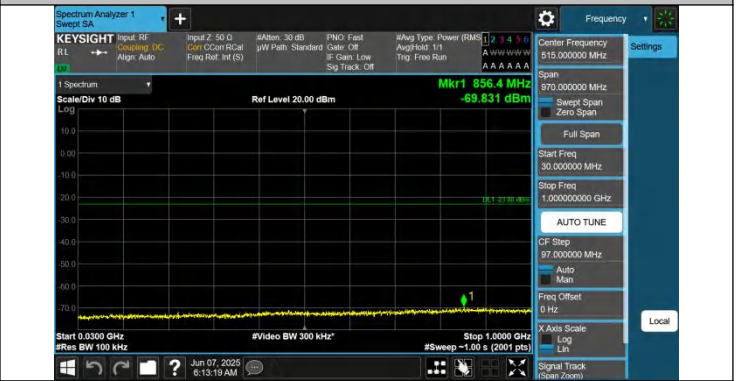 Spectrum Analyzer 1
Swept SA
+
Frequency
KEYSIGHT
RL
Input: RF
Coupling: DC
Align: Auto
Input Z: 50 Ω
Corr CCorr RCal
Freq Ref: Int (S)
#Atten: 30 dB
µW Path: Standard
PNO: Fast
Gate: Off
IF Gain: Low
Sig Track: Off
#Avg Type: Power (RMS
Avg|Hold: 1/1
Trig: Free Run
1 2 3 4 5 6
A W W W W W
A A A A A A
1 Spectrum
Scale/Div 10 dB
Ref Level 20.00 dBm
Mkr1 856.4 MHz
-69.831 dBm
Log
10.0
0.00
-10.0
-20.0
-30.0
-40.0
-50.0
-60.0
-70.0
DL1 -23.00 dBm
1
Start 0.0300 GHz
#Res BW 100 kHz
#Video BW 300 kHz*
Stop 1.0000 GHz
#Sweep ~1.00 s (2001 pts)
Center Frequency
515.000000 MHz
Settings
Span
970.000000 MHz
Swept Span
Zero Span
Full Span
Start Freq
30.000000 MHz
Stop Freq
1.000000000 GHz
AUTO TUNE
CF Step
97.000000 MHz
Auto
Man
Freq Offset
0 Hz
X Axis Scale
Log
Lin
Local
Signal Track
(Span Zoom)
?
Jun 07, 2025
6:13:19 AM